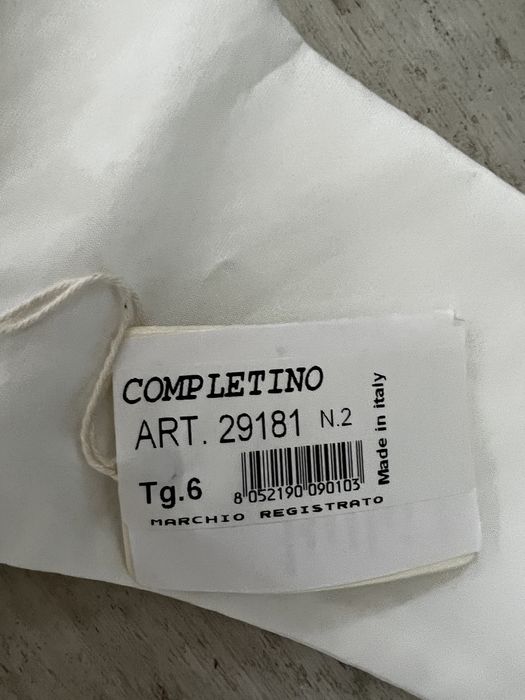 COMPLETINO
ART. 29181 N.2
Tg.6
8 052190 090103
MARCHIO REGISTRATO
Made in italy